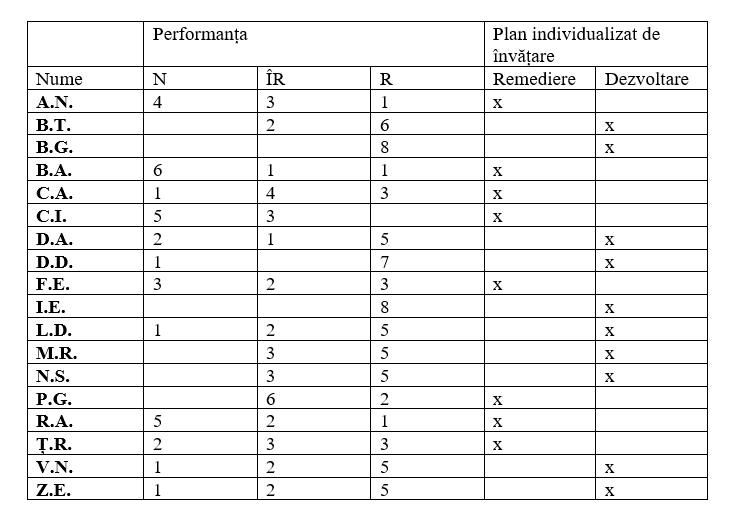 Performanța Plan individualizat de
învățare
Nume N ÎR R Remediere Dezvoltare
A.N. 4 3 1 x
B.T. 2 6 x
B.G. 8 x
B.A. 6 1 1 x
C.A. 1 4 3 x
C.I. 5 3 x
D.A. 2 1 5 x
D.D. 1 7 x
F.E. 3 2 3 x
I.E. 8 x
L.D. 1 2 5 x
M.R. 3 5 x
N.S. 3 5 x
P.G. 6 2 x
R.A. 5 2 1 x
Ț.R. 2 3 3 x
V.N. 1 2 5 x
Z.E. 1 2 5 x